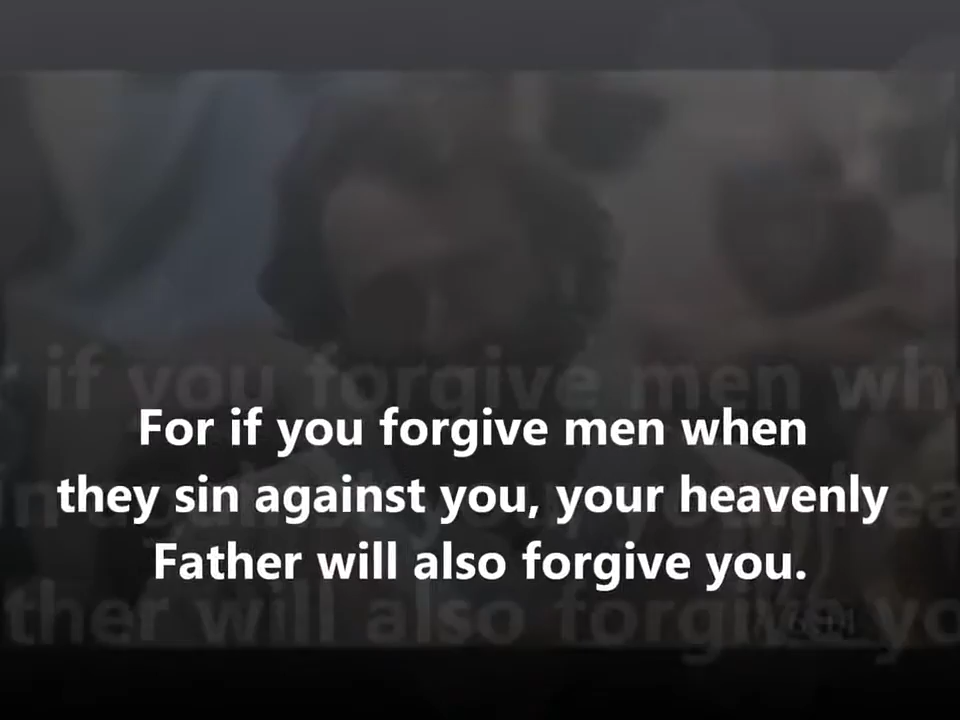 For if you forgive men when
they sin against you, your heavenly
Father will also forgive you.